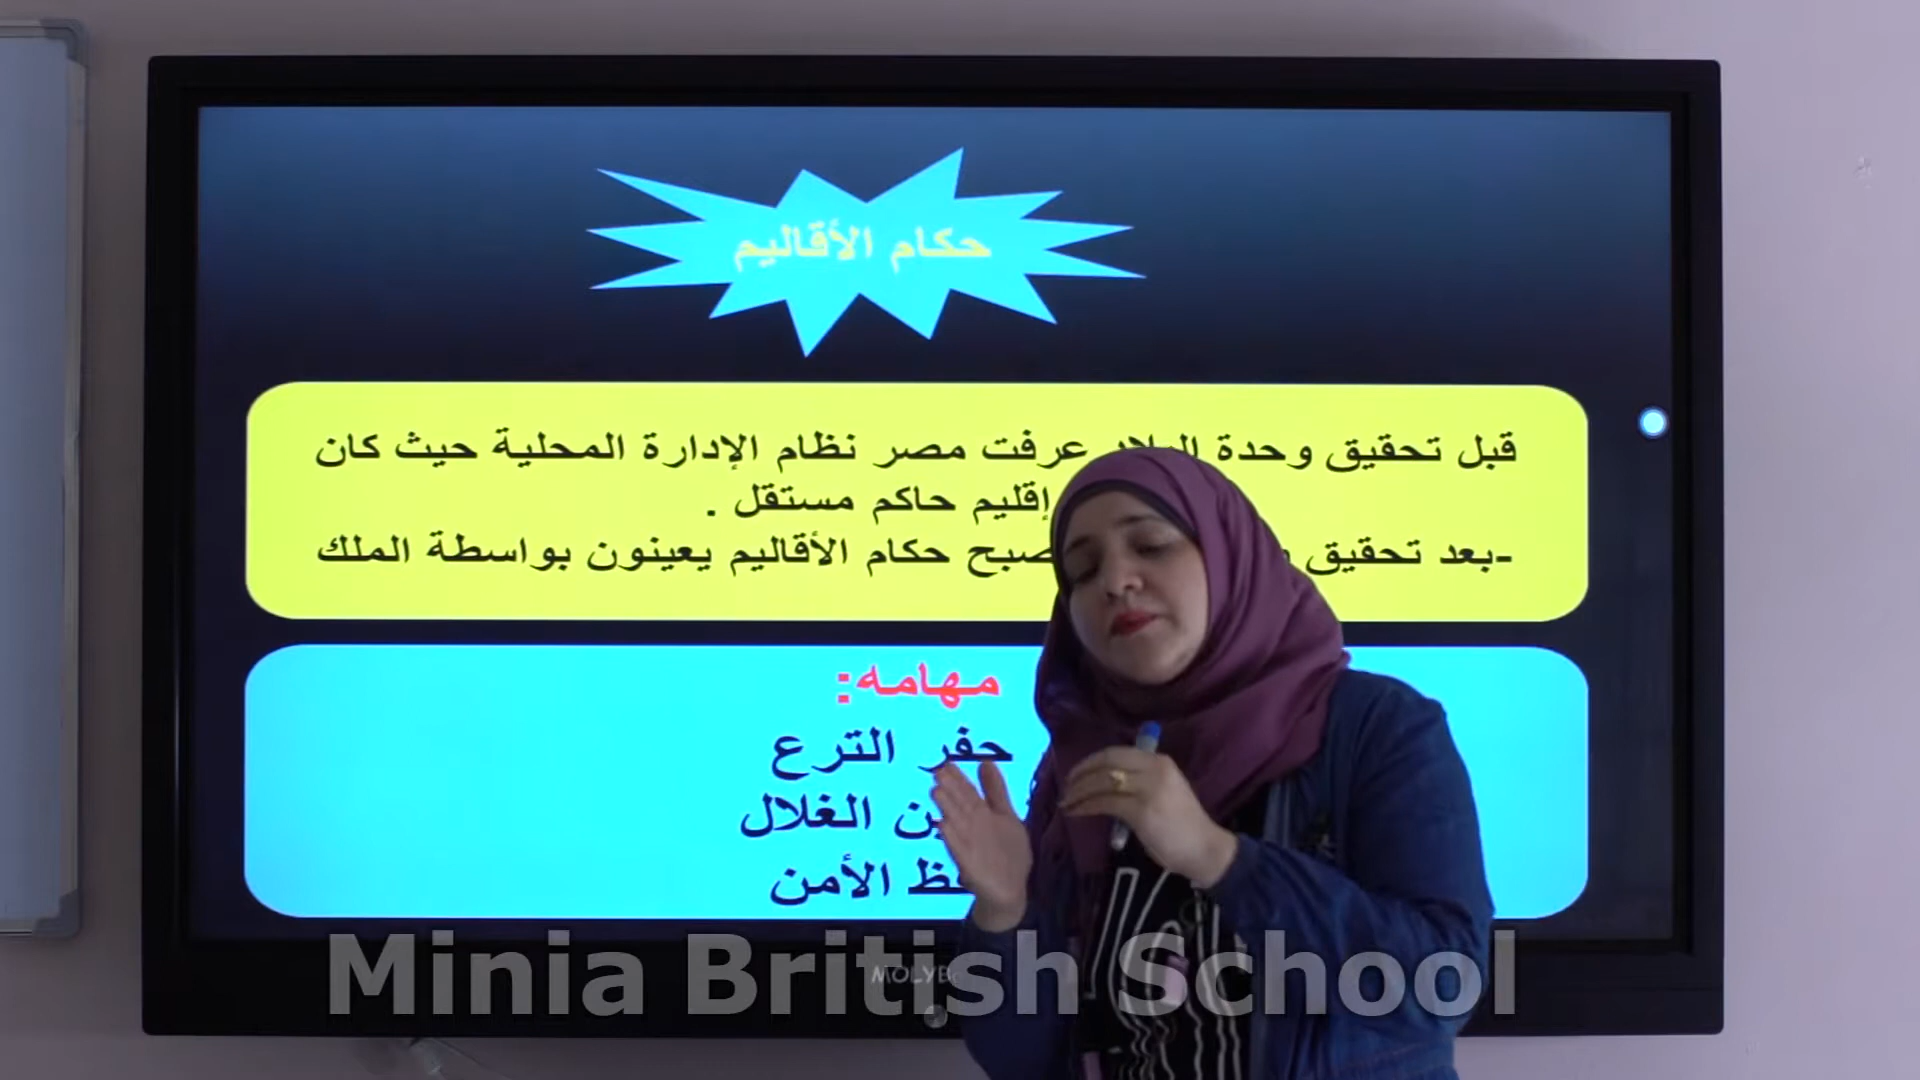 حكام الأقاليم
قبل تحقيق وحدة البلاد عرفت مصر نظام الإدارة المحلية حيث كان
إقليم حاكم مستقل .
-بعد تحقيق حكام الأقاليم يعينون بواسطة الملك
مهامه:
حفر الترع
الغلال
الأمن
Minia British School